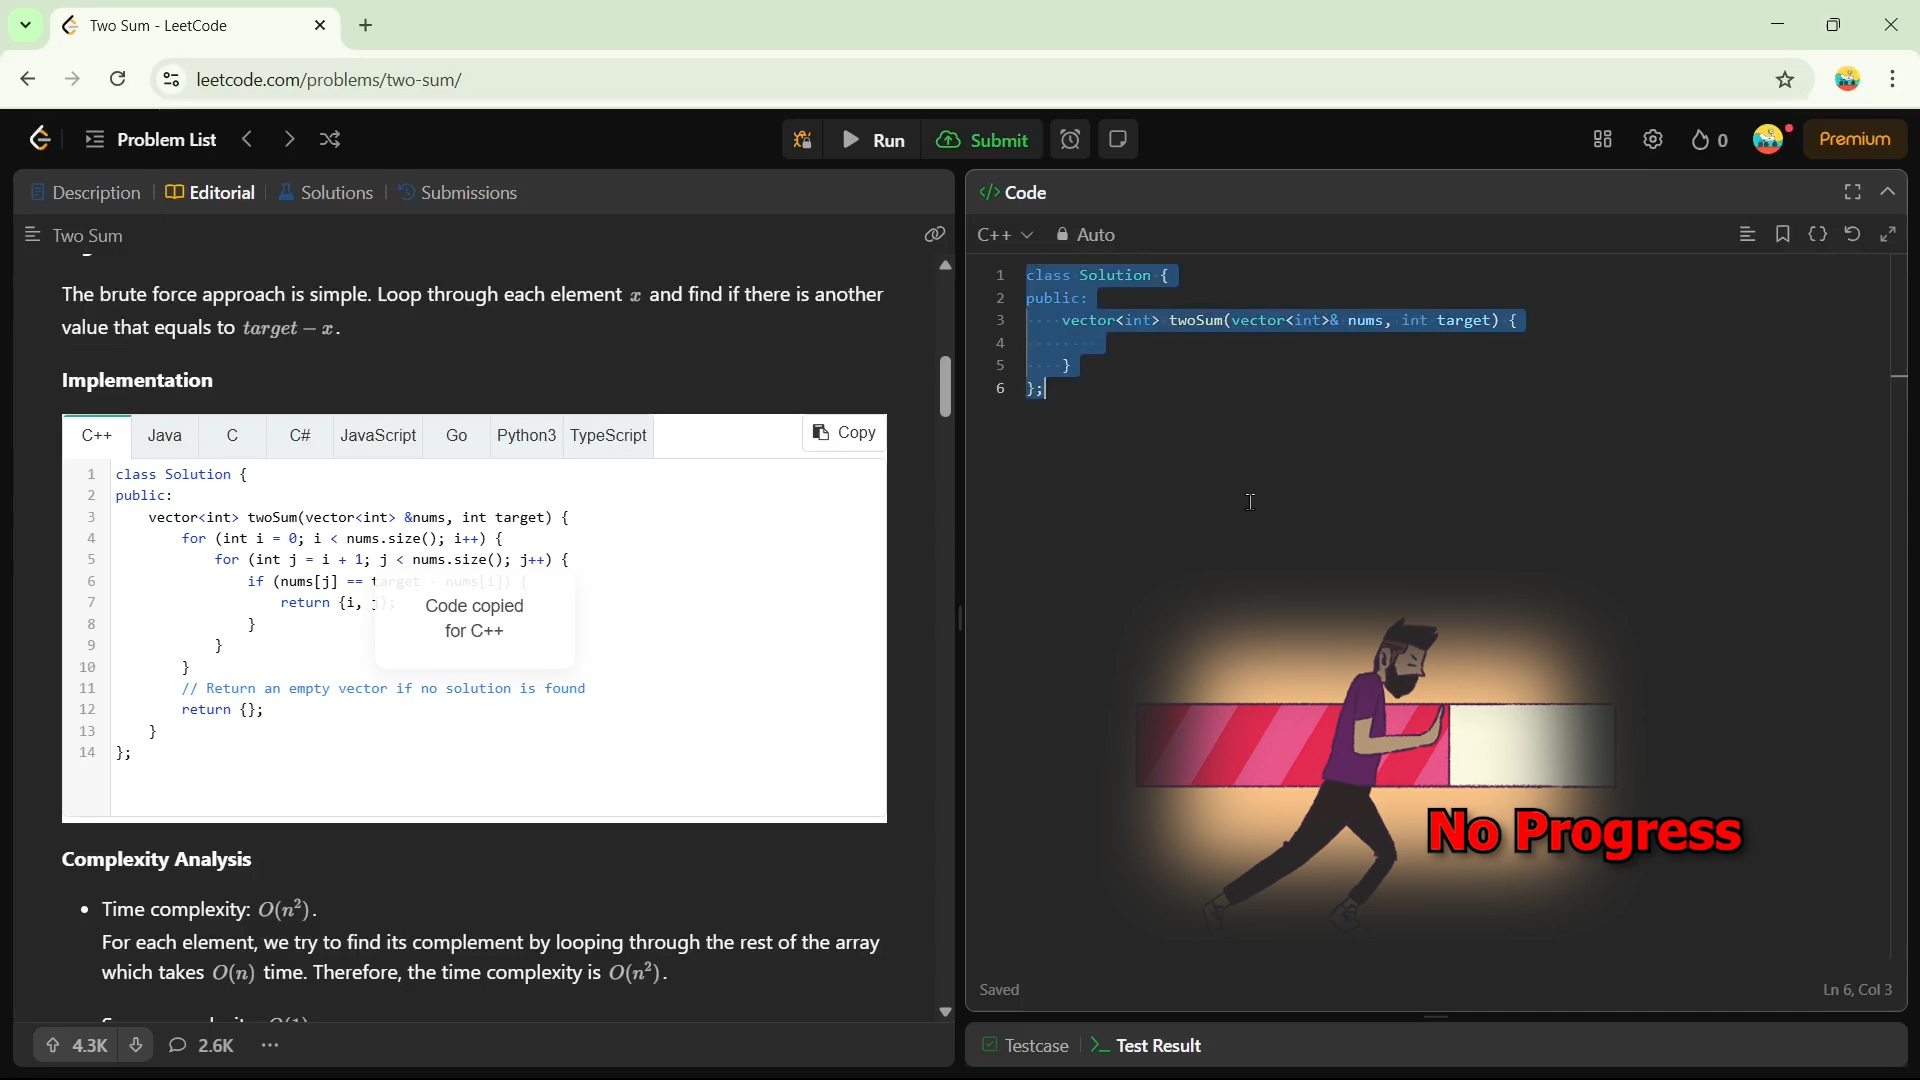 Two Sum - LeetCode
leetcode.com/problems/two-sum/
Problem List
Run
Submit
0
Premium
Description
Editorial
Solutions
Submissions
Two Sum
The brute force approach is simple. Loop through each element x and find if there is another
value that equals to target − x.
Implementation
C++
Java
C
C#
JavaScript
Go
Python3
TypeScript
Copy
1 class Solution {
2 public:
3 vector<int> twoSum(vector<int> &nums, int target) {
4 for (int i = 0; i < nums.size(); i++) {
5 for (int j = i + 1; j < nums.size(); j++) {
6 if (nums[j] == target - nums[i]) {
7 return {i, j};
8 }
9 }
10 }
11 // Return an empty vector if no solution is found
12 return {};
13 }
14 };
Code copied
for C++
Complexity Analysis
• Time complexity: O(n²).
For each element, we try to find its complement by looping through the rest of the array
which takes O(n) time. Therefore, the time complexity is O(n²).
4.3K
2.6K
Code
C++
Auto
1 class Solution {
2 public:
3 vector<int> twoSum(vector<int>& nums, int target) {
4
5 }
6 };
No Progress
Saved
Ln 6, Col 3
Testcase
Test Result